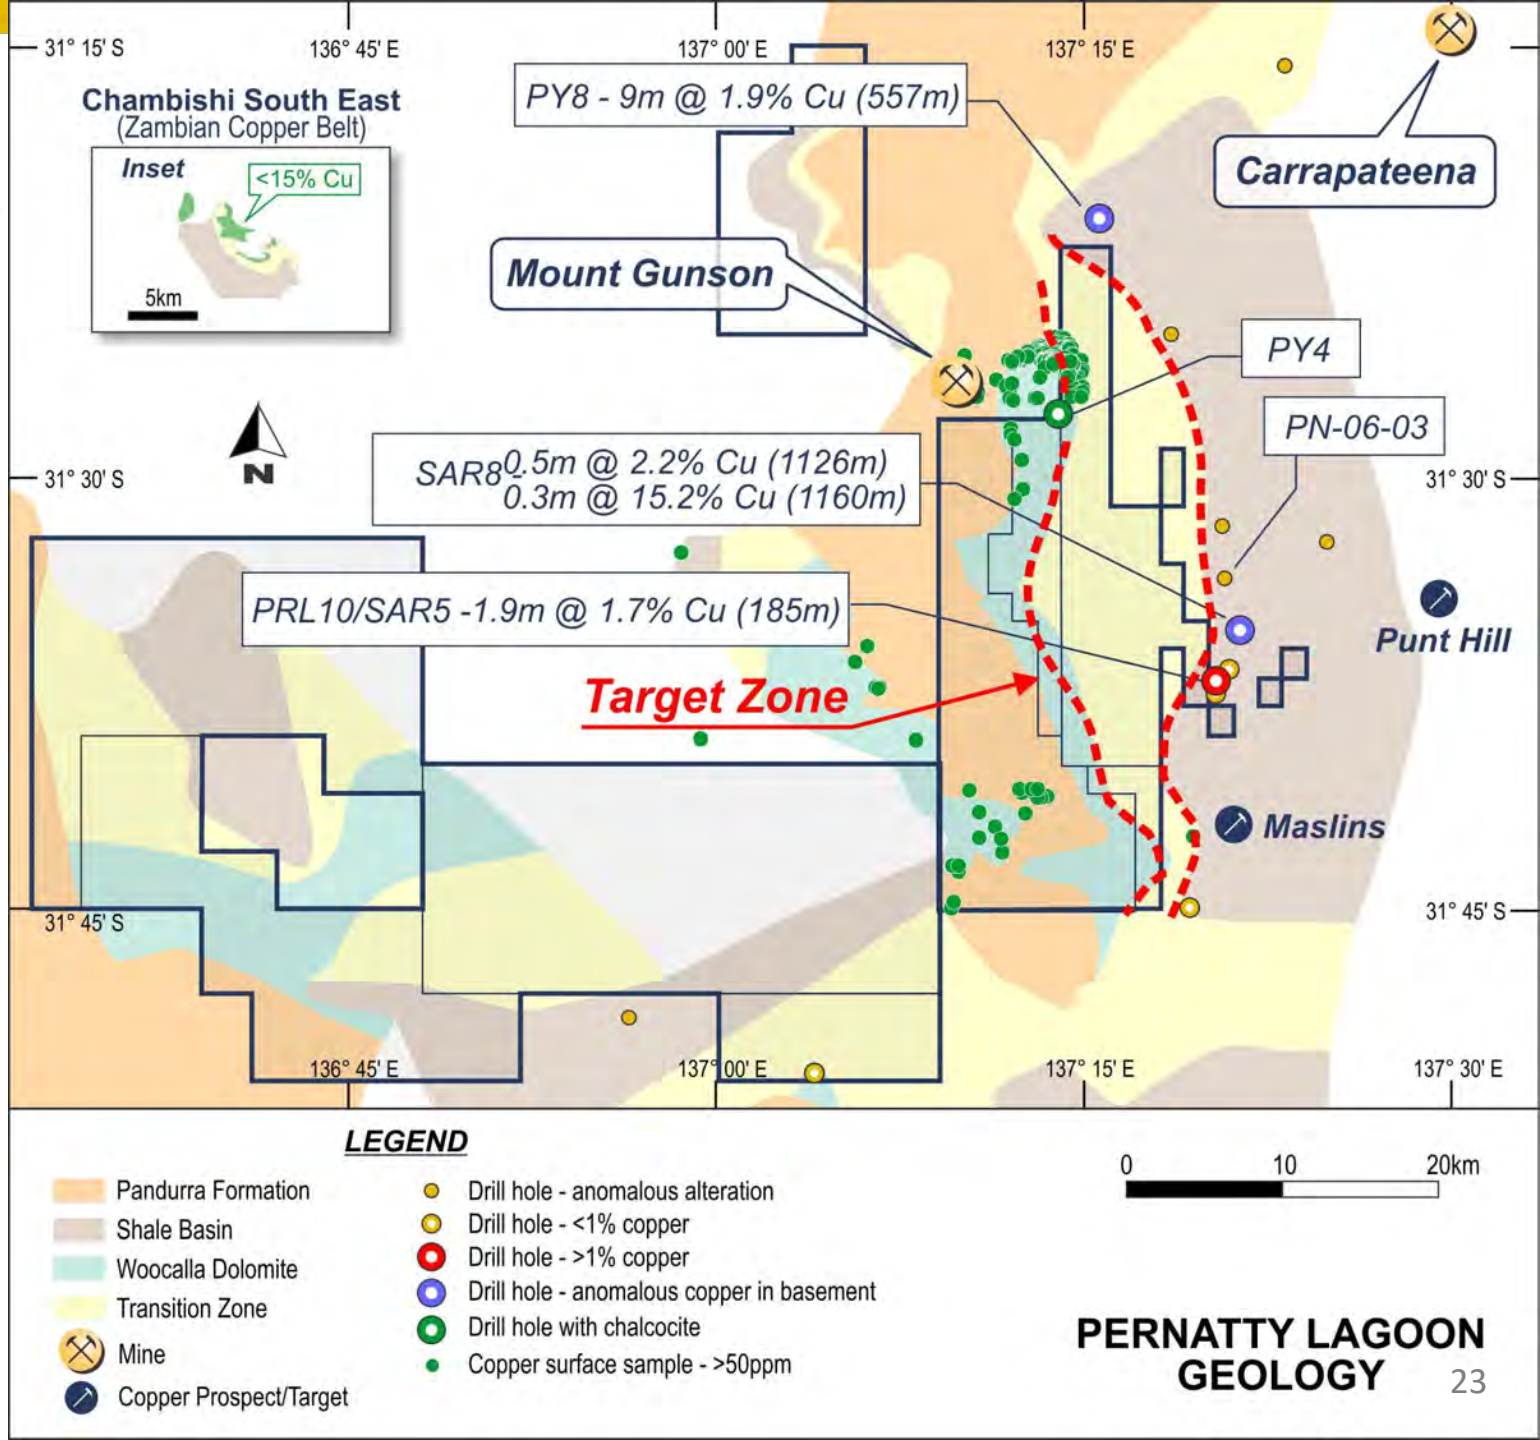 31° 15' S
136° 45' E
137° 00' E
137° 15' E
Chambishi South East
(Zambian Copper Belt)
Inset
<15% Cu
5km
PY8 - 9m @ 1.9% Cu (557m)
Carrapateena
Mount Gunson
PY4
PN-06-03
N
31° 30' S
SAR8 0.5m @ 2.2% Cu (1126m)
0.3m @ 15.2% Cu (1160m)
31° 30' S
PRL10/SAR5 -1.9m @ 1.7% Cu (185m)
Punt Hill
Target Zone
Maslins
31° 45' S
31° 45' S
136° 45' E
137° 00' E
137° 15' E
137° 30' E
LEGEND
Pandurra Formation
Shale Basin
Woocalla Dolomite
Transition Zone
Mine
Copper Prospect/Target
Drill hole - anomalous alteration
Drill hole - <1% copper
Drill hole - >1% copper
Drill hole - anomalous copper in basement
Drill hole with chalcocite
Copper surface sample - >50ppm
0 10 20km
PERNATTY LAGOON
GEOLOGY
23